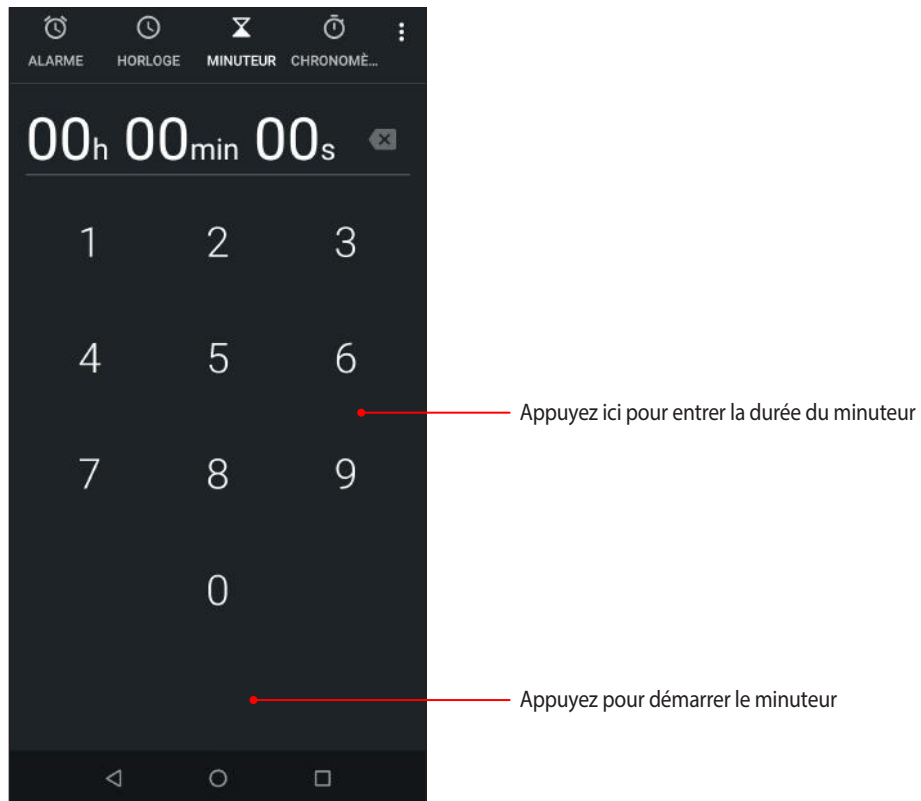 ALARME HORLOGE MINUTEUR CHRONOMÈ...
00h 00min 00s
1 2 3
4 5 6
Appuyez ici pour entrer la durée du minuteur
7 8 9
0
Appuyez pour démarrer le minuteur